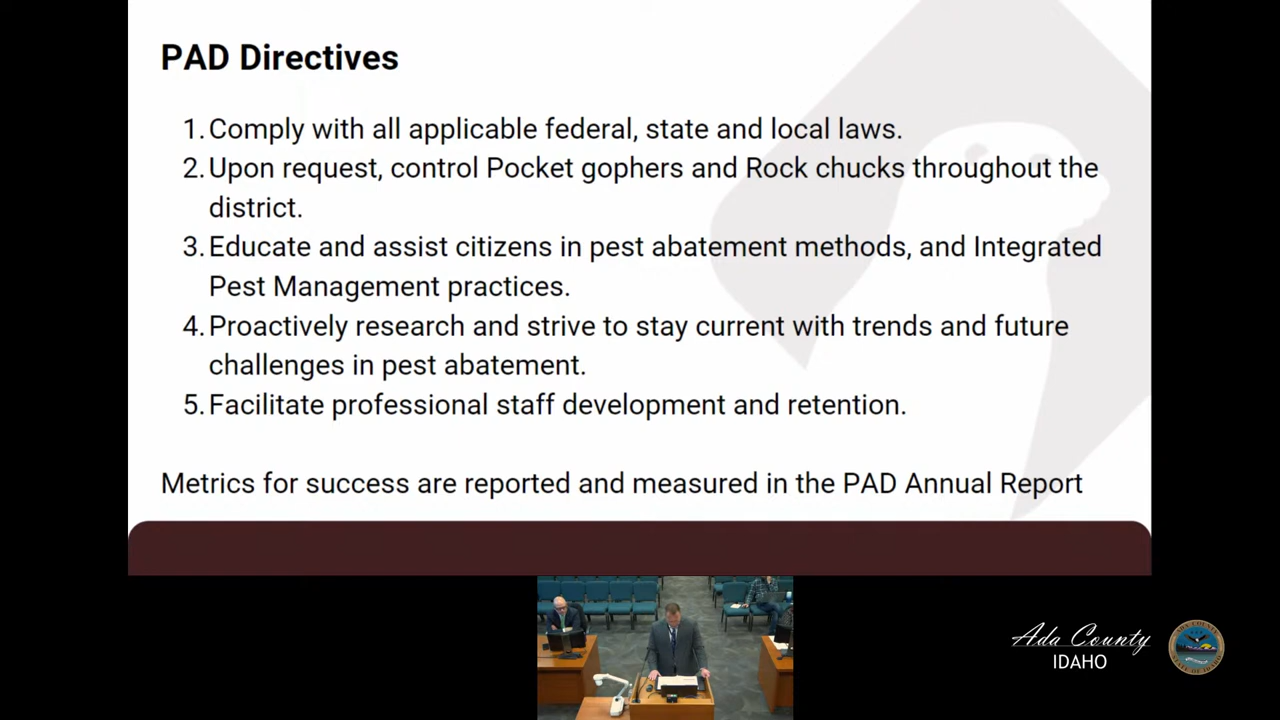 PAD Directives
1. Comply with all applicable federal, state and local laws.
2. Upon request, control Pocket gophers and Rock chucks throughout the
district.
3. Educate and assist citizens in pest abatement methods, and Integrated
Pest Management practices.
4. Proactively research and strive to stay current with trends and future
challenges in pest abatement.
5. Facilitate professional staff development and retention.
Metrics for success are reported and measured in the PAD Annual Report
Ada County
IDAHO